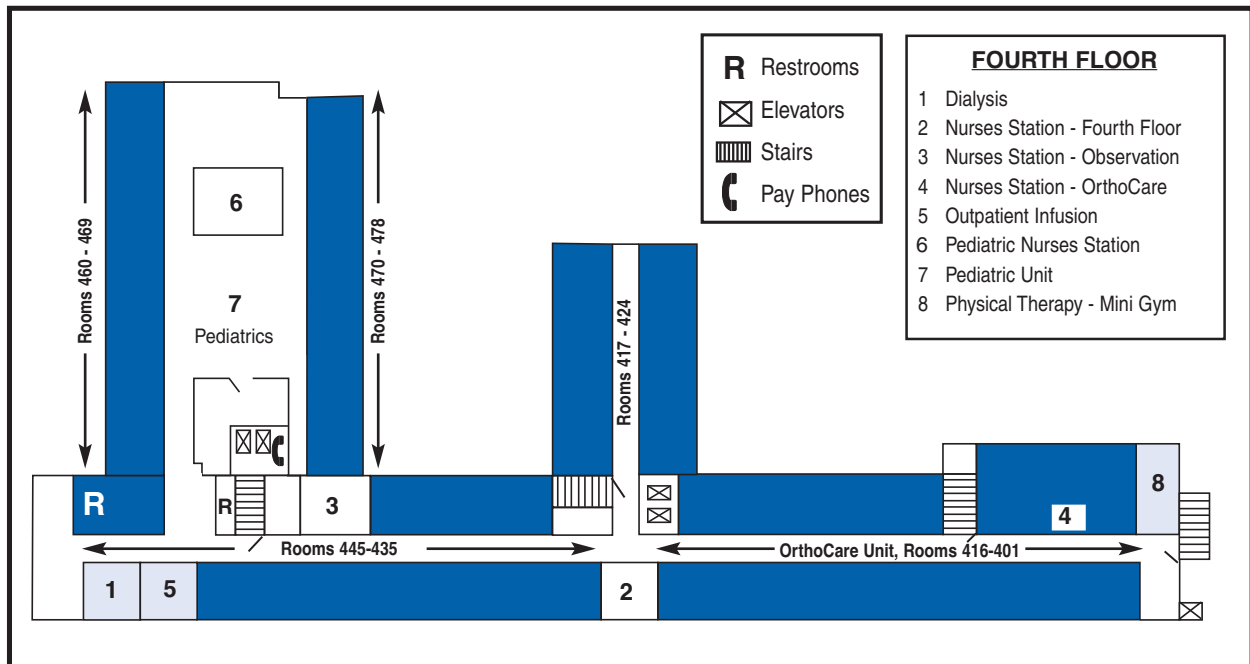 R Restrooms
Elevators
Stairs
Pay Phones
FOURTH FLOOR
1 Dialysis
2 Nurses Station - Fourth Floor
3 Nurses Station - Observation
4 Nurses Station - OrthoCare
5 Outpatient Infusion
6 Pediatric Nurses Station
7 Pediatric Unit
8 Physical Therapy - Mini Gym
Rooms 460 - 469
6
7
Pediatrics
Rooms 470 - 478
Rooms 417 - 424
R
R
3
4
8
Rooms 445-435
OrthoCare Unit, Rooms 416-401
1
5
2